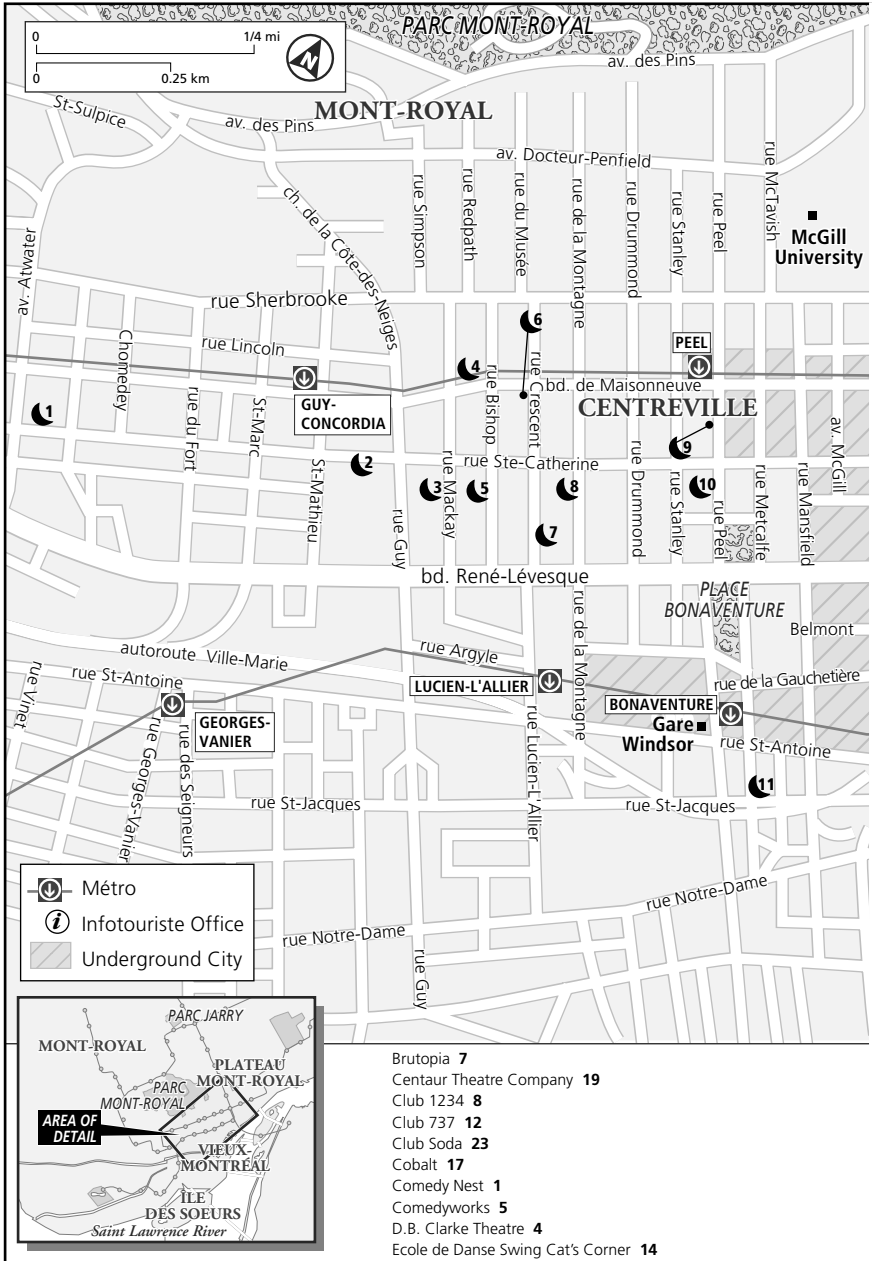 PARC MONT-ROYAL
0
1/4 mi
0
0.25 km
N
av. des Pins
St-Sulpice
av. des Pins
MONT-ROYAL
av. Docteur-Penfield
av. Atwater
ch. de la Côte-des-Neiges
rue Simpson
rue Redpath
rue du Musée
rue de la Montagne
rue Drummond
rue Stanley
rue Peel
rue McTavish
McGill
University
rue Sherbrooke
Chomedey
rue Lincoln
6
4
PEEL
rue Crescent
bd. de Maisonneuve
1
rue du Fort
St-Marc
GUY-
CONCORDIA
rue Bishop
CENTREVILLE
av. McGill
St-Mathieu
2
rue Ste-Catherine
9
3
rue Mackay
5
8
10
rue Guy
7
rue Drummond
rue Stanley
rue Peel
rue Metcalfe
rue Mansfield
bd. René-Lévesque
PLACE
BONAVENTURE
Belmont
autoroute Ville-Marie
rue Argyle
rue de la Montagne
rue St-Antoine
rue Vinet
LUCIEN-L'ALLIER
rue de la Gauchetière
GEORGES-
VANIER
BONAVENTURE
Gare
Windsor
rue St-Antoine
rue Georges-Vanier
rue des Seigneurs
rue Lucien-L'Allier
11
rue St-Jacques
rue St-Jacques
Métro
i Infotouriste Office
Underground City
rue Notre-Dame
rue Notre-Dame
rue Guy
PARC JARRY
MONT-ROYAL
PLATEAU
MONT-ROYAL
PARC
MONT-ROYAL
AREA OF
DETAIL
VIEUX-
MONTRÉAL
ÎLE
DES SOEURS
Saint Lawrence River
Brutopia 7
Centaur Theatre Company 19
Club 1234 8
Club 737 12
Club Soda 23
Cobalt 17
Comedy Nest 1
Comedyworks 5
D.B. Clarke Theatre 4
Ecole de Danse Swing Cat's Corner 14